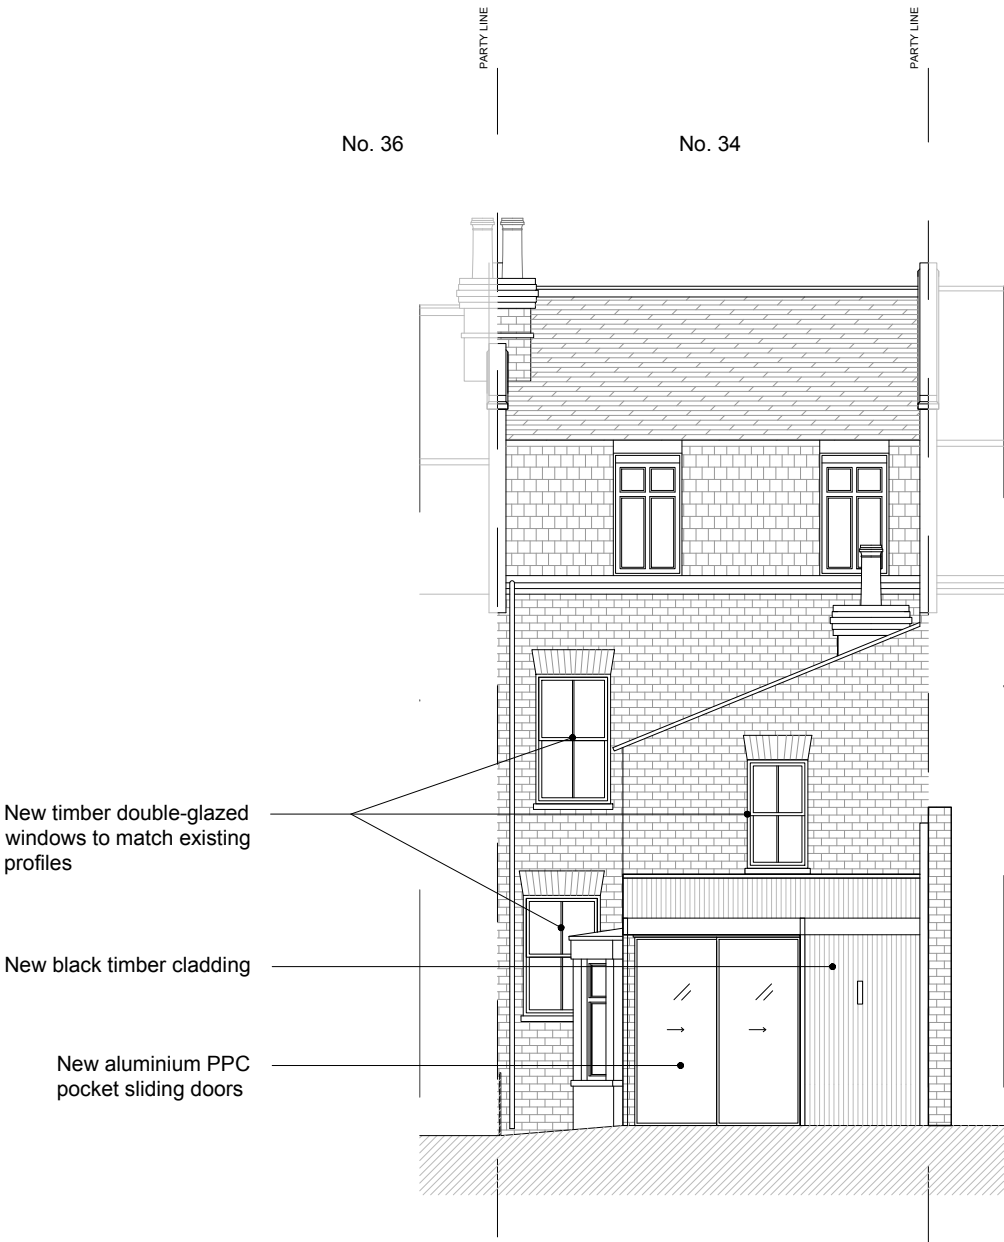 PARTY LINE
PARTY LINE
No. 36
No. 34
New timber double-glazed
windows to match existing
profiles
New black timber cladding
New aluminium PPC
pocket sliding doors